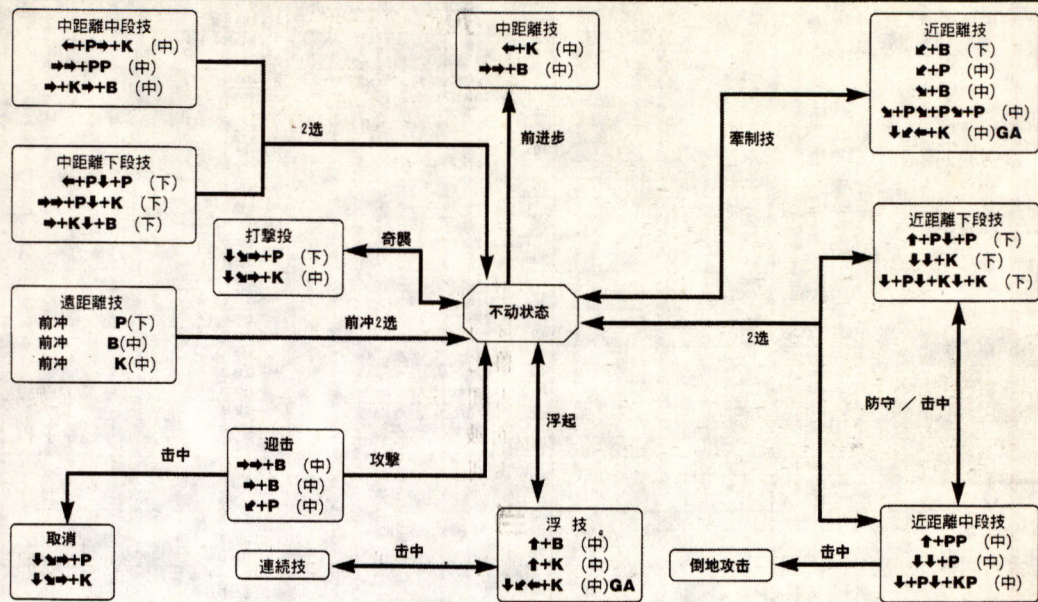 中距離中段技
←+P➡+K (中)
➡➡+PP (中)
➡+K➡+B (中)
中距離技
←+K (中)
➡➡+B (中)
近距離技
↙+B (下)
↙+P (中)
↘+B (中)
↘+P↘+P↘+P (中)
↓↙←+K (中)GA
2选
前进步
牽制技
中距離下段技
←+P↓+P (下)
➡➡+P↓+K (下)
➡+K↓+B (下)
打擊投
↓↘➡+P (下)
↓↘➡+K (中)
奇襲
近距離下段技
↑+P↓+P (下)
↓↓+K (下)
↓+P↓+K↓+K (下)
遠距離技
前冲 P(下)
前冲 B(中)
前冲 K(中)
前冲2选
不动状态
2选
浮起
防守 / 击中
击中
迎击
➡➡+B (中)
➡+B (中)
↙+P (中)
攻擊
取消
↓↘➡+P
↓↘➡+K
連続技
击中
浮 技
↑+B (中)
↑+K (中)
↓↙←+K (中)GA
倒地攻击
击中
近距離中段技
↑+PP (中)
↓↓+P (中)
↓+P↓+KP (中)